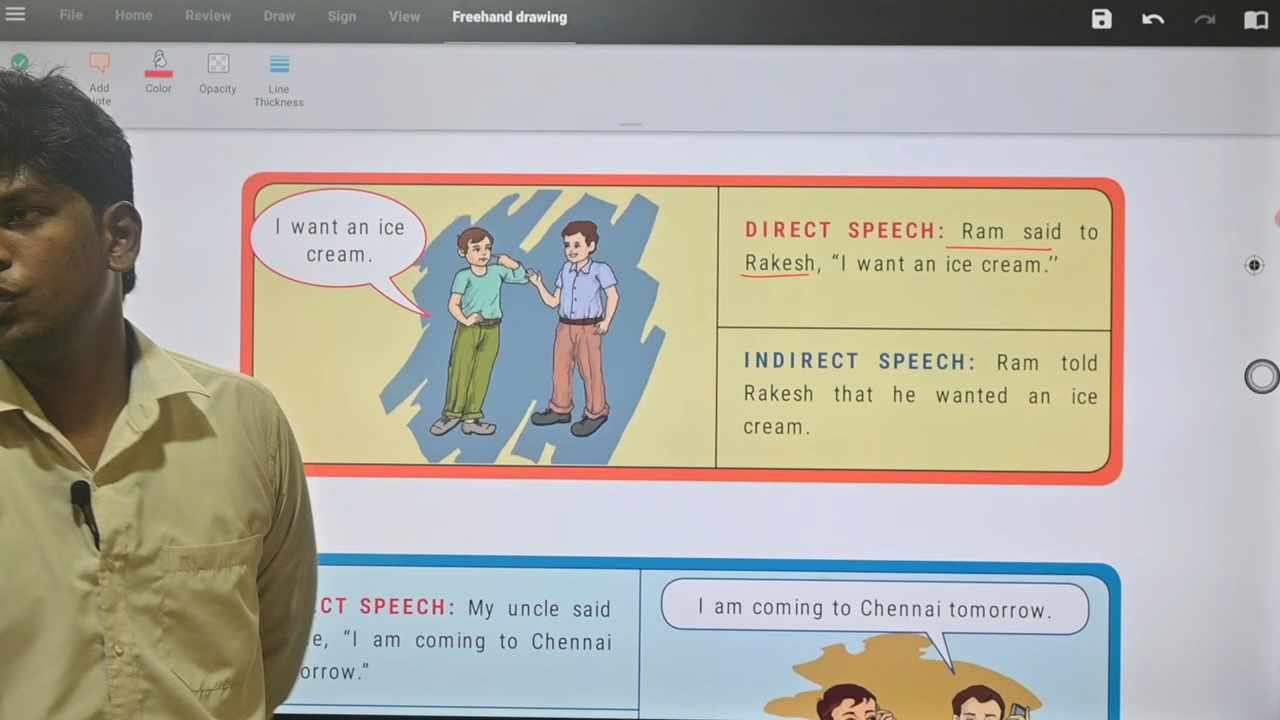 File Home Review Draw Sign View Freehand drawing
Add
Color Opacity Line
Thickness
I want an ice
cream.
DIRECT SPEECH: Ram said to
Rakesh, “I want an ice cream.’’
INDIRECT SPEECH: Ram told
Rakesh that he wanted an ice
cream.
SPEECH: My uncle said
“I am coming to Chennai
I am coming to Chennai tomorrow.